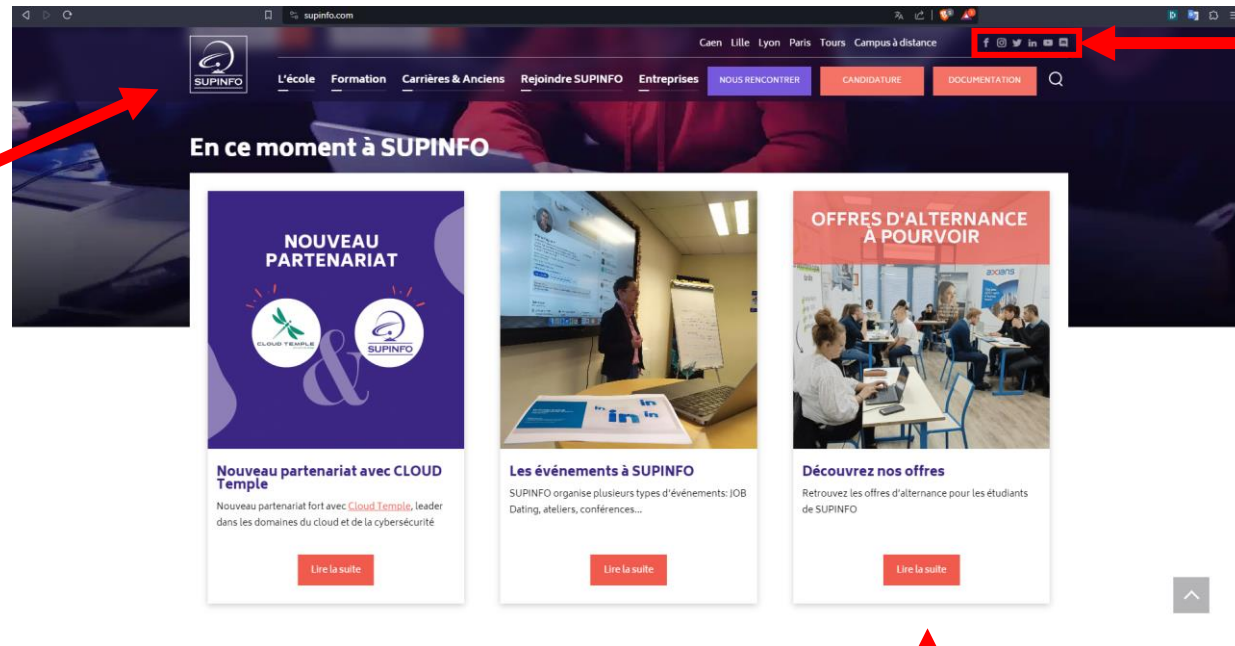 supinfo.com
Caen Lille Lyon Paris Tours Campus à distance
SUPINFO
L'école Formation Carrières & Anciens Rejoindre SUPINFO Entreprises NOUS RENCONTRER CANDIDATURE DOCUMENTATION
En ce moment à SUPINFO
NOUVEAU
PARTENARIAT
CLOUD TEMPLE
&
SUPINFO
in
in
in
OFFRES D'ALTERNANCE
À POURVOIR
axians
Nouveau partenariat avec CLOUD
Temple
Nouveau partenariat fort avec Cloud Temple, leader
dans les domaines du cloud et de la cybersécurité
Lire la suite
Les événements à SUPINFO
SUPINFO organise plusieurs types d'événements: JOB
Dating, ateliers, conférences...
Lire la suite
Découvrez nos offres
Retrouvez les offres d'alternance pour les étudiants
de SUPINFO
Lire la suite